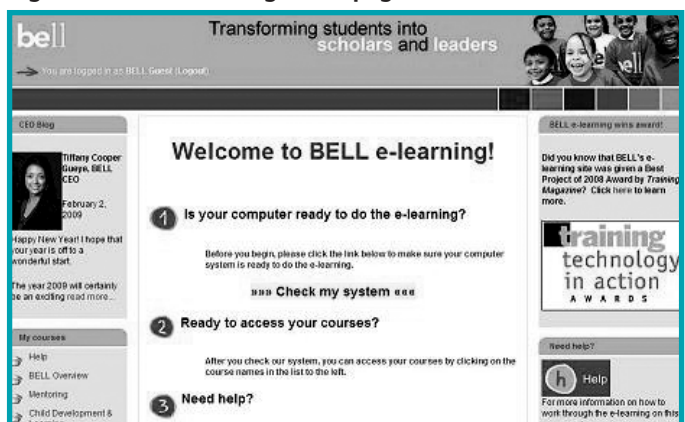 bell
Transforming students into
scholars and leaders
You are logged in as BELL Guest (Logout)
CEO Blog
Tiffany Cooper
Gueye, BELL
CEO
February 2,
2009
Happy New Year! I hope that
your year is off to a
wonderful start.
The year 2009 will certainly
be an exciting read more...
My courses
Help
BELL Overview
Mentoring
Child Development &
Welcome to BELL e-learning!
1 Is your computer ready to do the e-learning?
Before you begin, please click the link below to make sure your computer
system is ready to do the e-learning.
»»» Check my system «««
2 Ready to access your courses?
After you check our system, you can access your courses by clicking on the
course names in the list to the left.
3 Need help?
BELL e-learning wins award!
Did you know that BELL's e-
learning site was given a Best
Project of 2008 Award by Training
Magazine? Click here to learn
more.
training
technology
in action
AWARDS
Need help?
h Help
For more information on how to
work through the e-learning on this